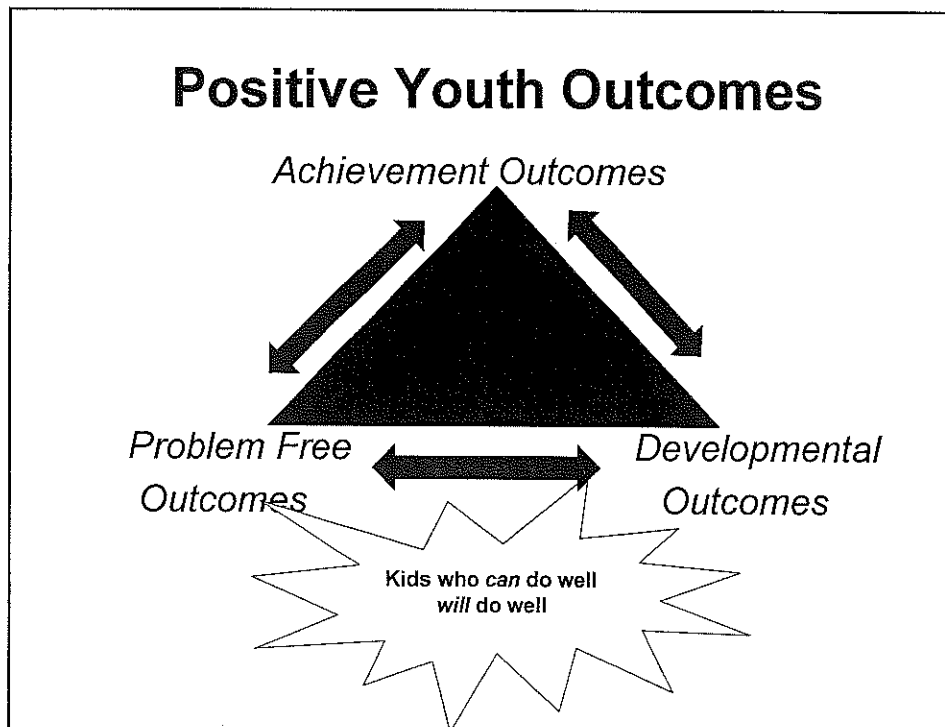 Positive Youth Outcomes
Achievement Outcomes
Problem Free
Outcomes
Developmental
Outcomes
Kids who can do well
will do well